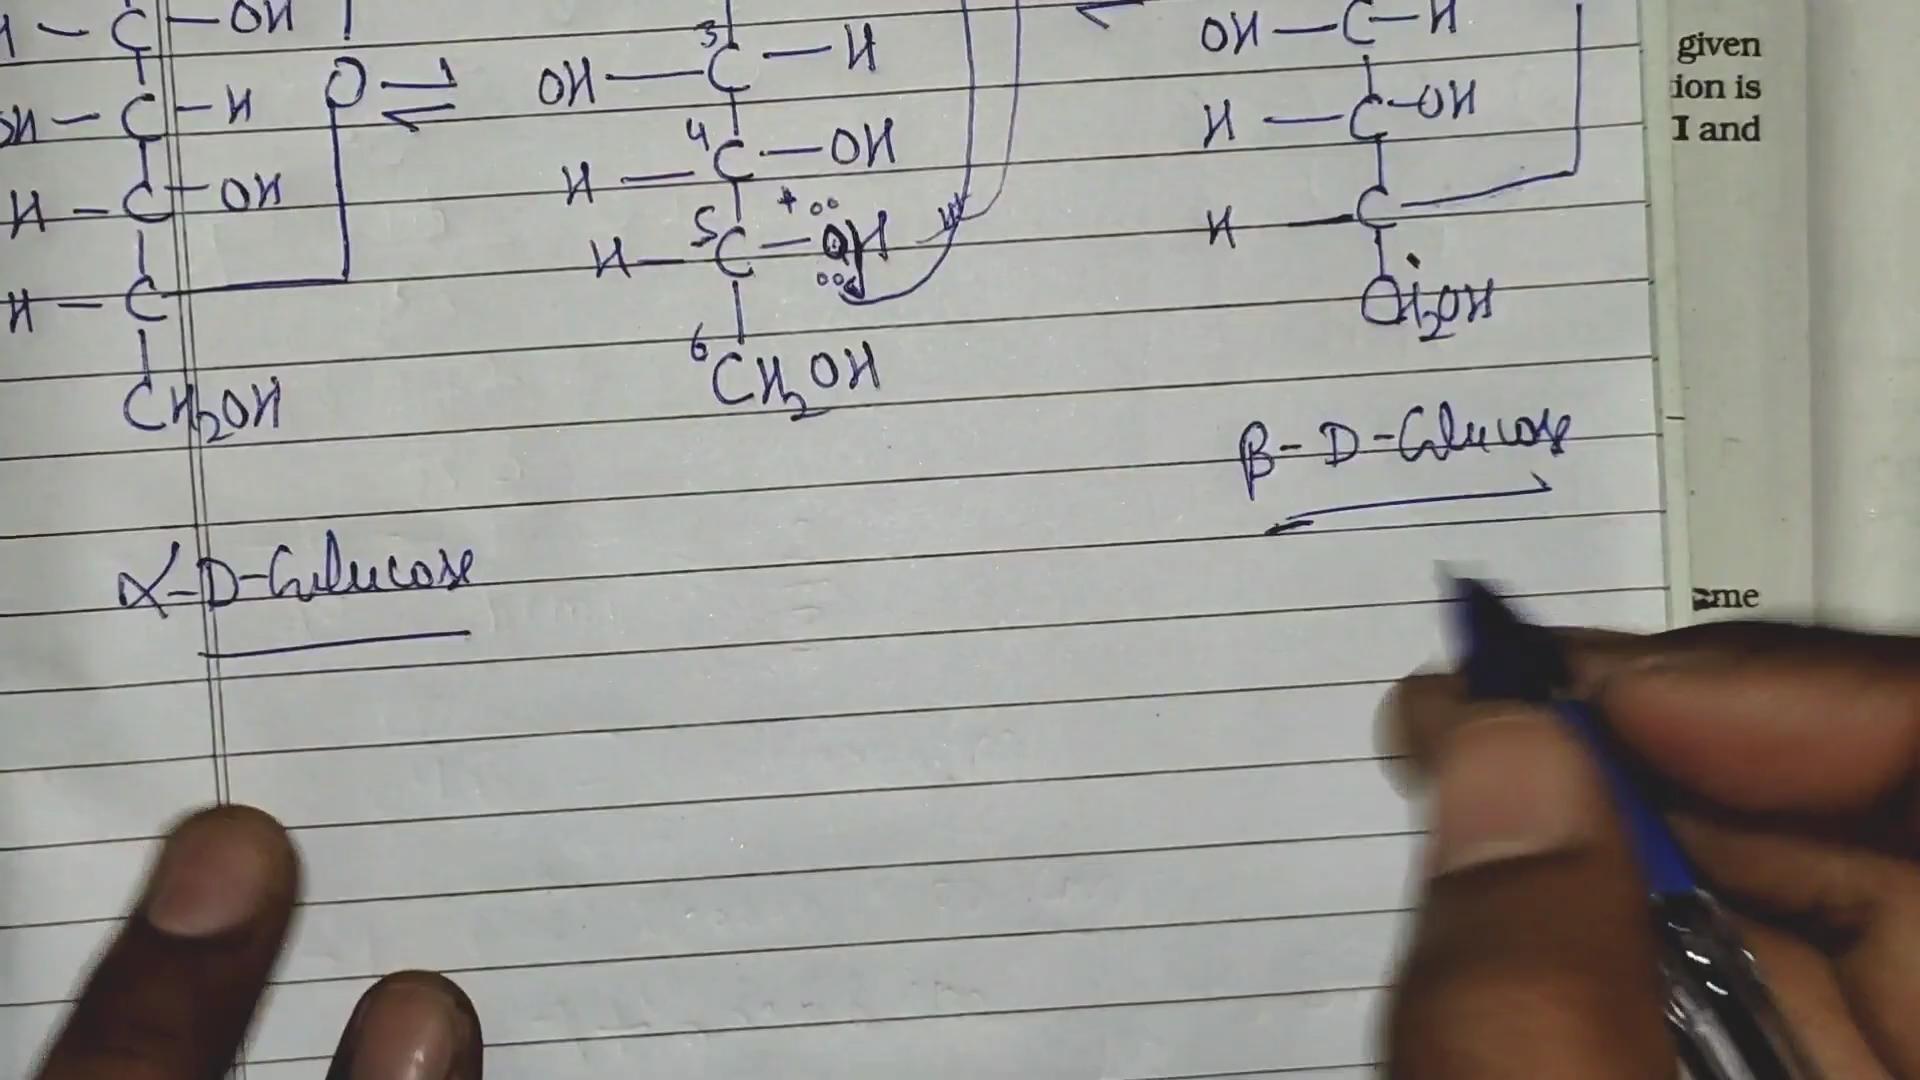 H — C — OH
OH — C — H
H — C — OH
H — C
CH₂OH
O ⇌
α-D-Glucose
3
OH — C — H
4
H — C — OH
5 + ••
H — C — OH
••
6
CH₂OH
OH — C — H
H — C — OH
H — C
CH₂OH
β-D-Glucose
given
ion is
I and
me